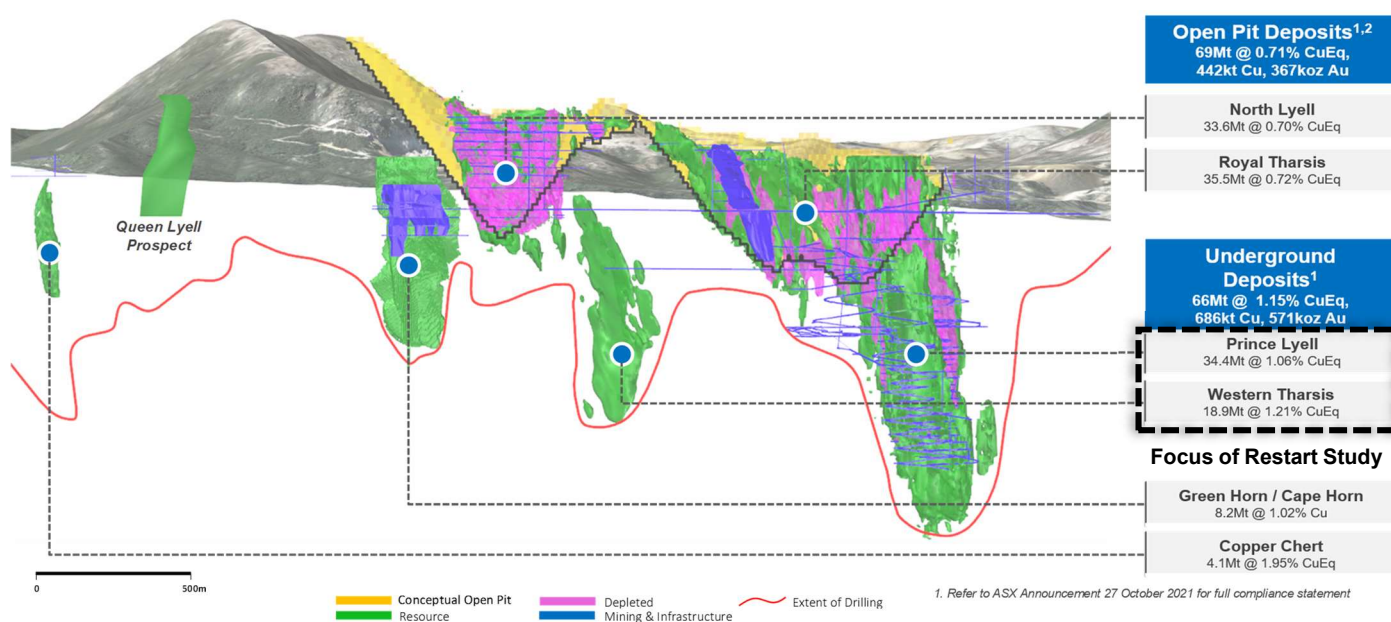 Open Pit Deposits1,2
69Mt @ 0.71% CuEq,
442kt Cu, 367koz Au
North Lyell
33.6Mt @ 0.70% CuEq
Royal Tharsis
35.5Mt @ 0.72% CuEq
Queen Lyell
Prospect
Underground
Deposits1
66Mt @ 1.15% CuEq,
686kt Cu, 571koz Au
Prince Lyell
34.4Mt @ 1.06% CuEq
Western Tharsis
18.9Mt @ 1.21% CuEq
Focus of Restart Study
Green Horn / Cape Horn
8.2Mt @ 1.02% Cu
Copper Chert
4.1Mt @ 1.95% CuEq
0 500m
Conceptual Open Pit
Resource
Depleted
Mining & Infrastructure
Extent of Drilling
1. Refer to ASX Announcement 27 October 2021 for full compliance statement